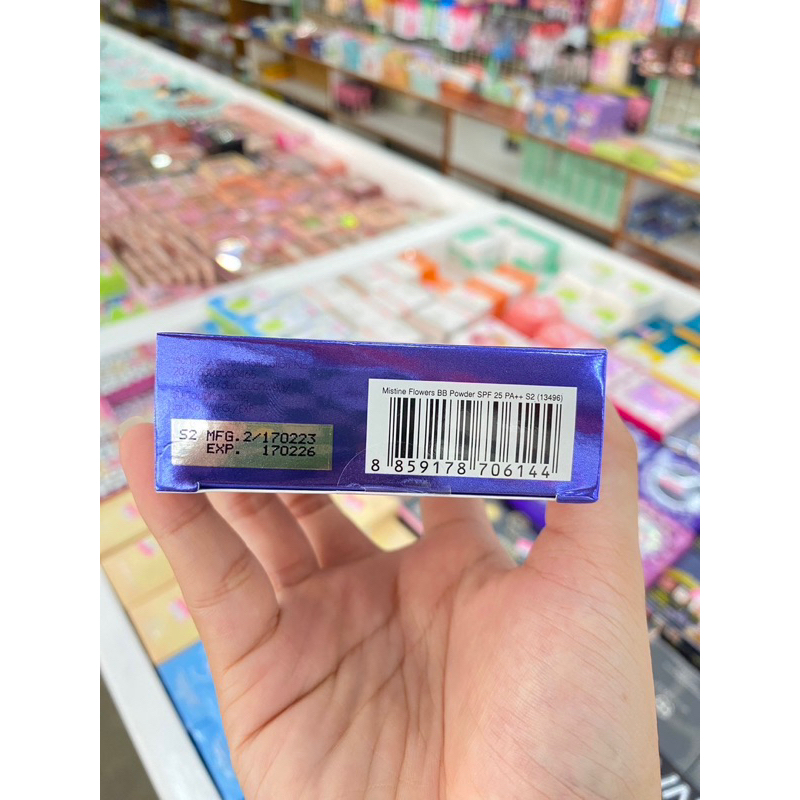 Mistine Flowers BB Powder SPF 25 PA++ S2 (13496)
S2 MFG.2/170223
EXP. 170226
8 859178 706144